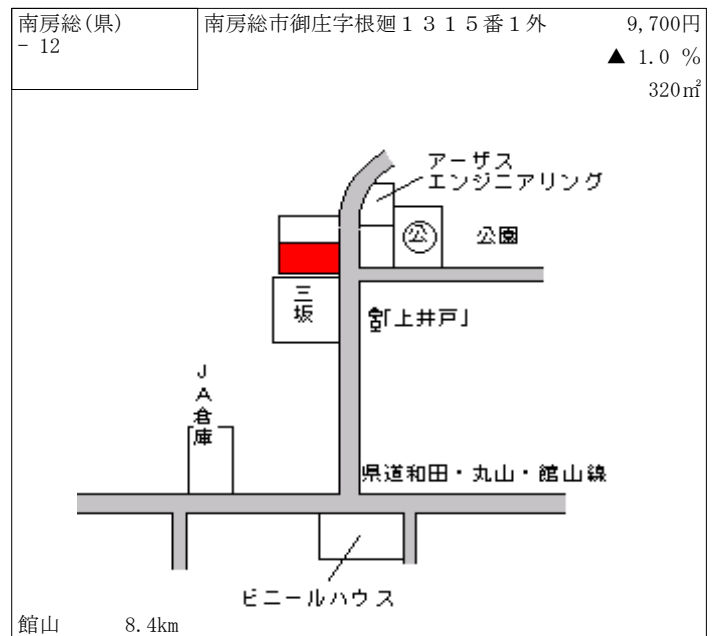 南房総(県)
- 12
南房総市御庄字根廻1315番1外
9,700円
▲ 1.0 %
320㎡
アーザス
エンジニアリング
公
公園
三坂
「上井戸」
JA倉庫
県道和田・丸山・館山線
ビニールハウス
館山 8.4km